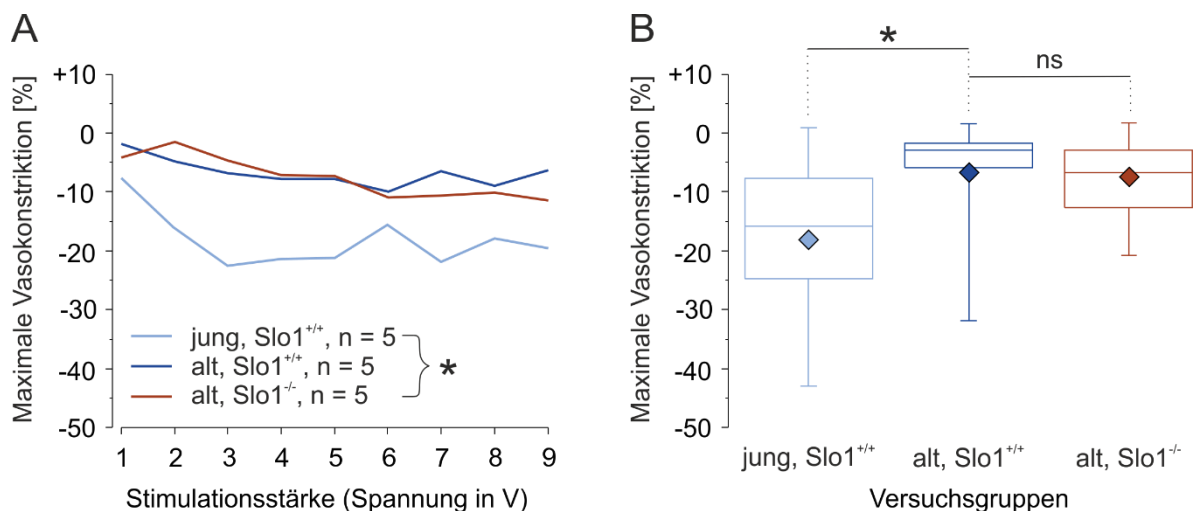 A
Maximale Vasokonstriktion [%]
+10
0
-10
-20
-30
-40
-50
jung, Slo1+/+, n = 5
alt, Slo1+/+, n = 5
alt, Slo1-/-, n = 5
*
1 2 3 4 5 6 7 8 9
Stimulationsstärke (Spannung in V)
B
*
ns
Maximale Vasokonstriktion [%]
+10
0
-10
-20
-30
-40
-50
jung, Slo1+/+ alt, Slo1+/+ alt, Slo1-/-
Versuchsgruppen